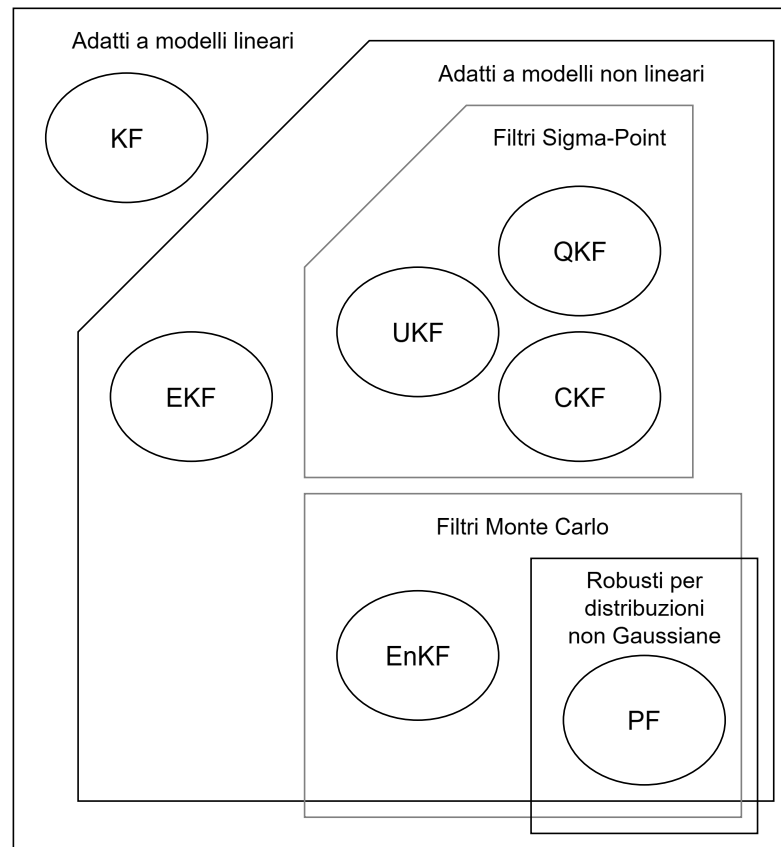 Adatti a modelli lineari
KF
Adatti a modelli non lineari
Filtri Sigma-Point
QKF
UKF
CKF
EKF
Filtri Monte Carlo
Robusti per
distribuzioni
non Gaussiane
EnKF
PF